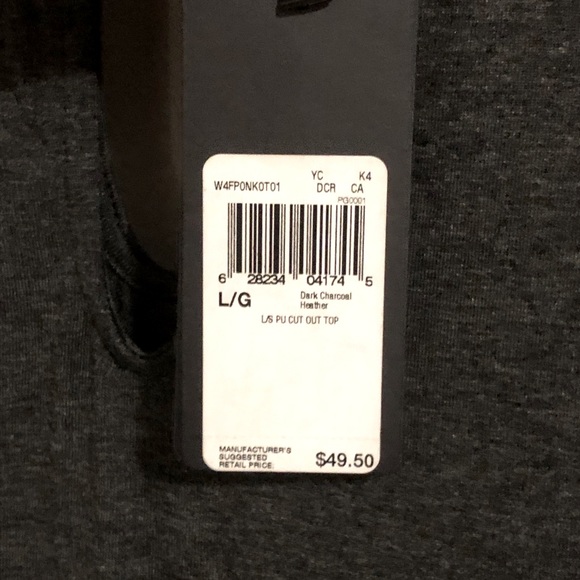 YC K4
W4FP0NK0T01 DCR CA
PG0001
6 28234 04174 5
L/G Dark Charcoal
Heather
L/S PU CUT OUT TOP
MANUFACTURER'S
SUGGESTED
RETAIL PRICE: $49.50